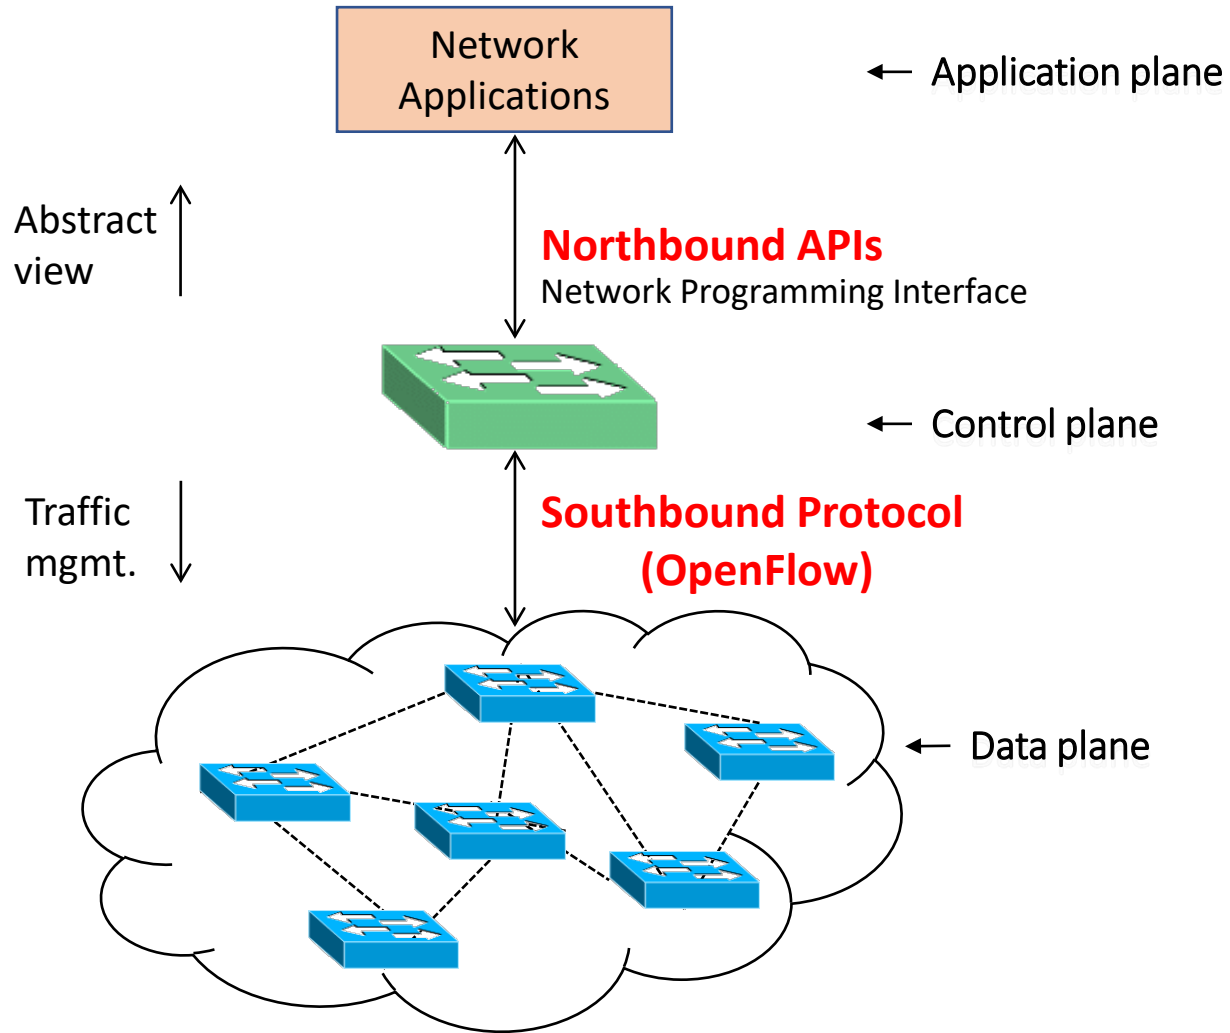 Network
Applications
Application plane
Abstract
view
Northbound APIs
Network Programming Interface
Control plane
Traffic
mgmt.
Southbound Protocol
(OpenFlow)
Data plane